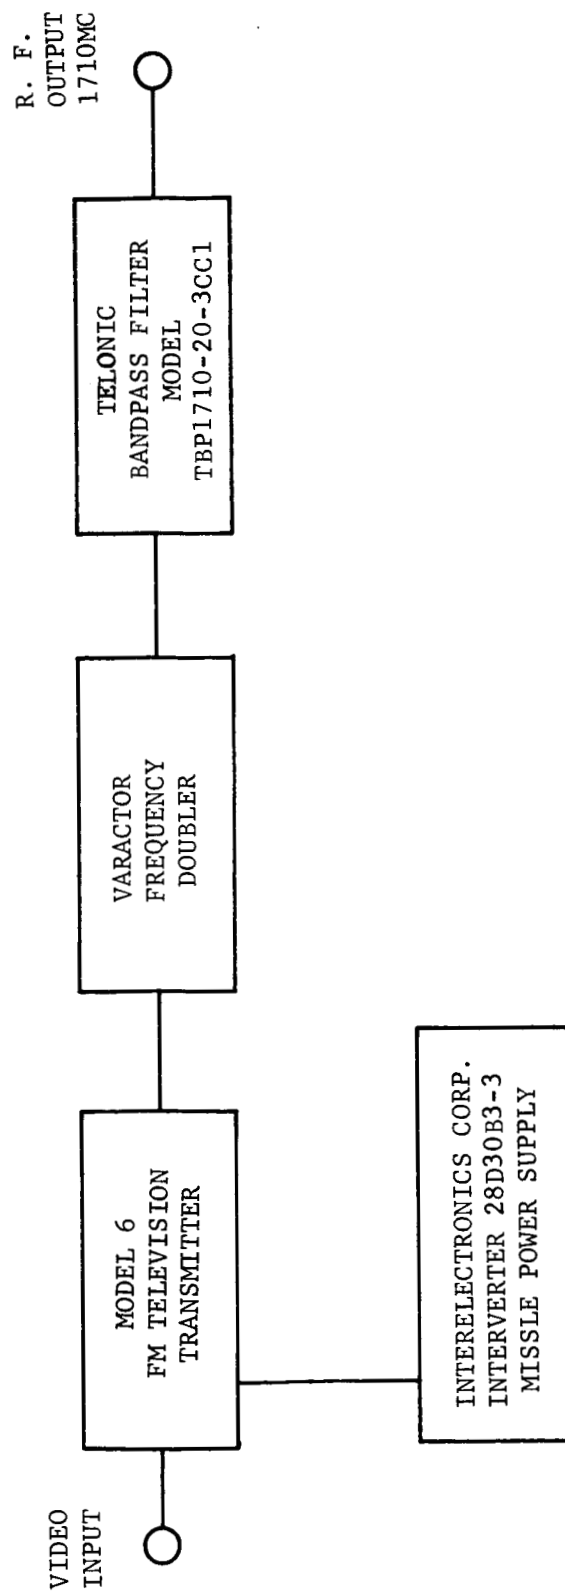 VIDEO
INPUT
MODEL 6
FM TELEVISION
TRANSMITTER
VARACTOR
FREQUENCY
DOUBLER
TELONIC
BANDPASS FILTER
MODEL
TBP1710-20-3CC1
R. F.
OUTPUT
1710MC
INTERELECTRONICS CORP.
INTERVERTER 28D30B3-3
MISSLE POWER SUPPLY